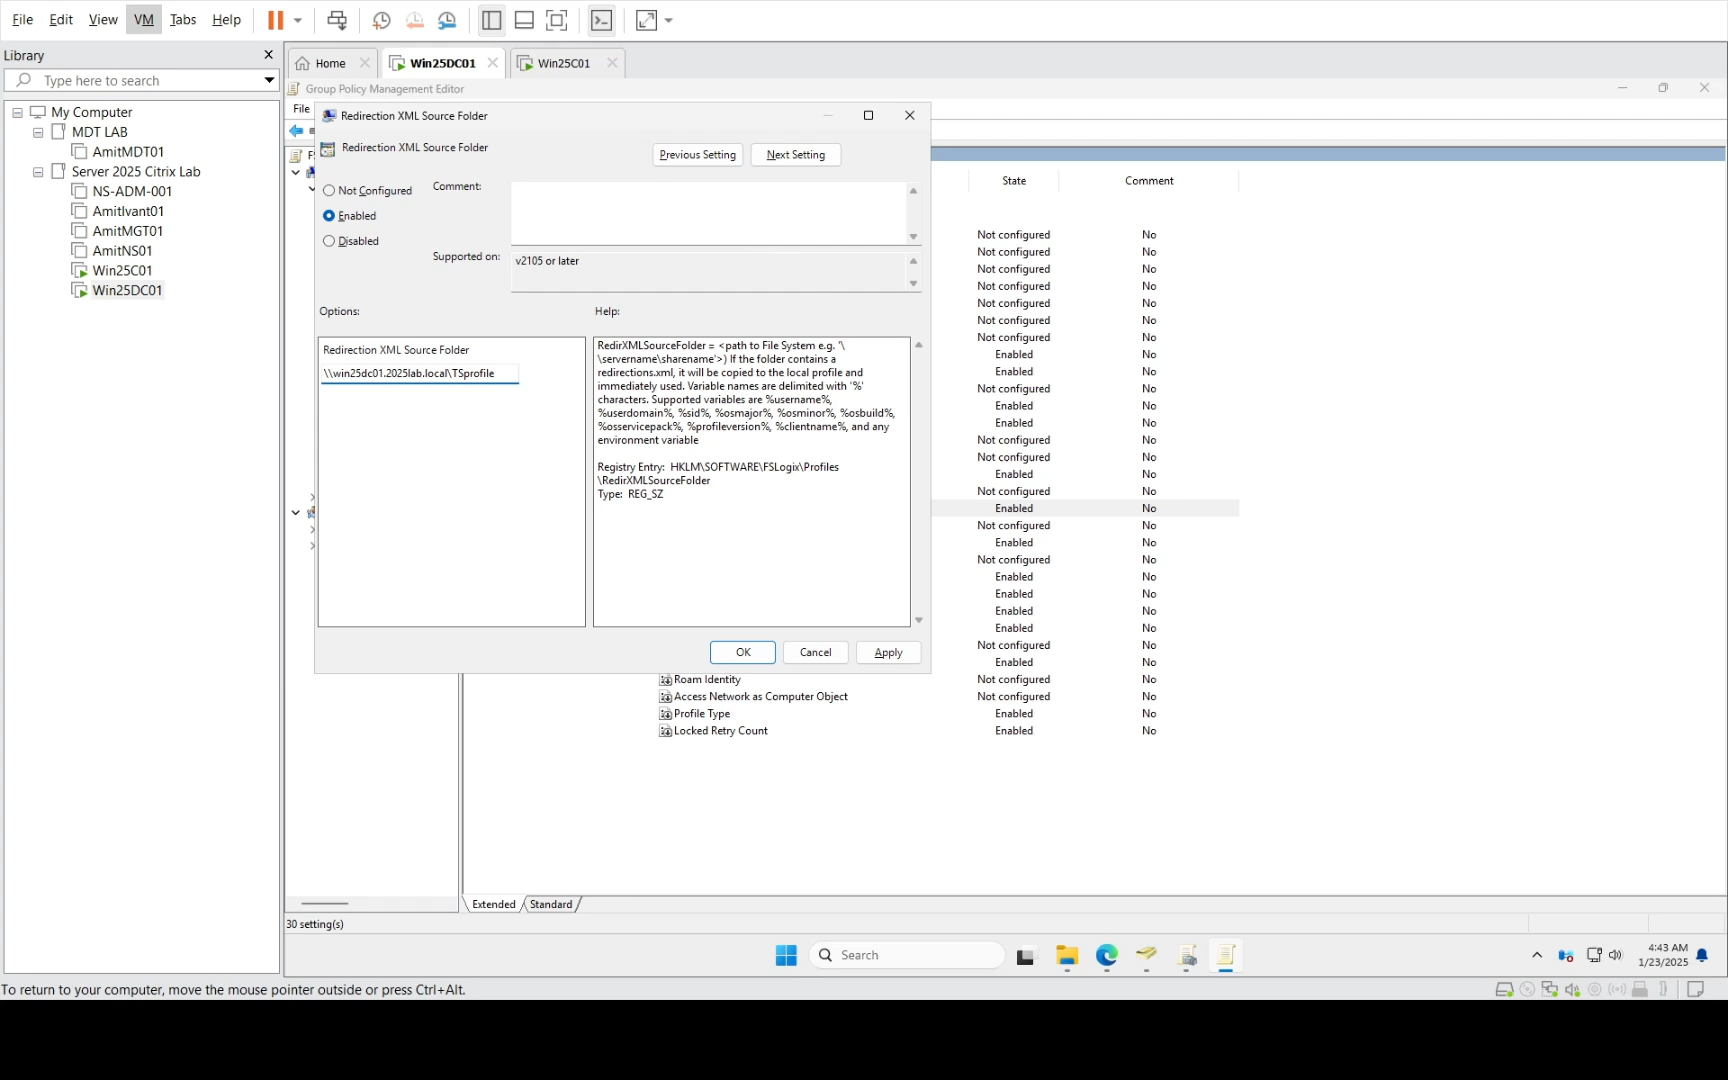 File Edit View VM Tabs Help
Library
Type here to search
My Computer
MDT LAB
AmitMDT01
Server 2025 Citrix Lab
NS-ADM-001
AmitIvant01
AmitMGT01
AmitNS01
Win25C01
Win25DC01
Home Win25DC01 Win25C01
Group Policy Management Editor
File
Redirection XML Source Folder
Redirection XML Source Folder
Previous Setting Next Setting
Not Configured
Enabled
Disabled
Comment:
Supported on:
v2105 or later
Options:
Help:
Redirection XML Source Folder
\\win25dc01.2025lab.local\TSprofile
RedirXMLSourceFolder = <path to File System e.g. '\
\servername\sharename'>) If the folder contains a
redirections.xml, it will be copied to the local profile and
immediately used. Variable names are delimited with '%'
characters. Supported variables are %username%,
%userdomain%, %sid%, %osmajor%, %osminor%, %osbuild%,
%osservicepack%, %profileversion%, %clientname%, and any
environment variable
Registry Entry: HKLM\SOFTWARE\FSLogix\Profiles
\RedirXMLSourceFolder
Type: REG_SZ
OK Cancel Apply
State Comment
Not configured No
Not configured No
Not configured No
Not configured No
Not configured No
Not configured No
Not configured No
Enabled No
Enabled No
Not configured No
Enabled No
Enabled No
Not configured No
Not configured No
Enabled No
Not configured No
Enabled No
Not configured No
Enabled No
Not configured No
Enabled No
Enabled No
Enabled No
Enabled No
Not configured No
Enabled No
Roam Identity Not configured No
Access Network as Computer Object Not configured No
Profile Type Enabled No
Locked Retry Count Enabled No
Extended Standard
30 setting(s)
Search
4:43 AM
1/23/2025
To return to your computer, move the mouse pointer outside or press Ctrl+Alt.